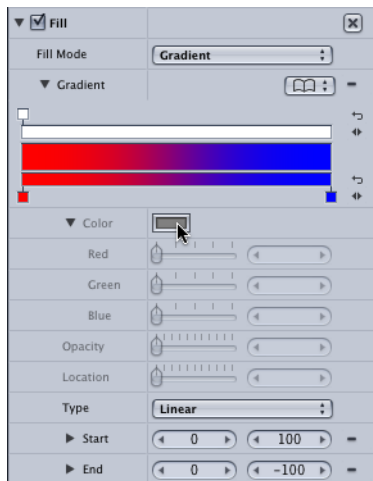 Fill
Fill Mode Gradient
Gradient
Color
Red
Green
Blue
Opacity
Location
Type Linear
Start 0 100
End 0 -100